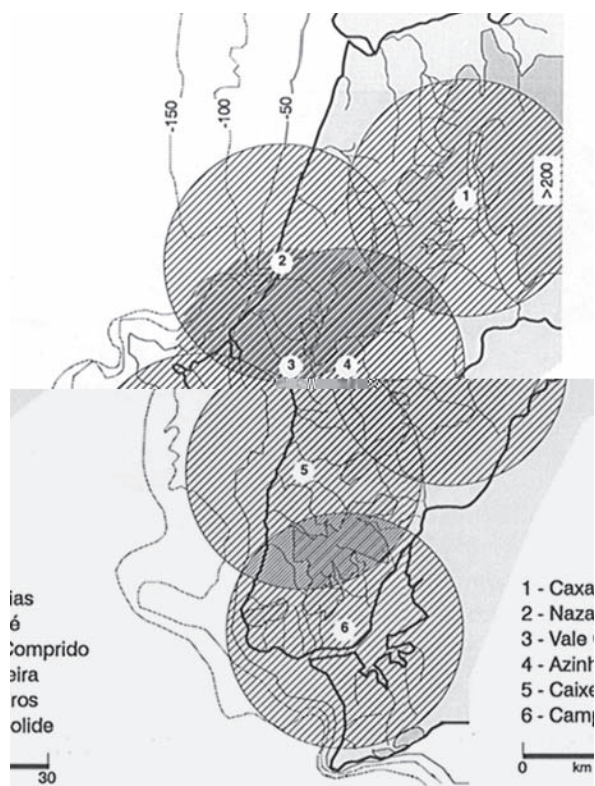 -150
-100
-50
>200
1
2
3
4
5
6
ias
é
Comprido
eira
ros
olide
30
1 - Caxa
2 - Naza
3 - Vale
4 - Azinh
5 - Caixe
6 - Camp
0 km